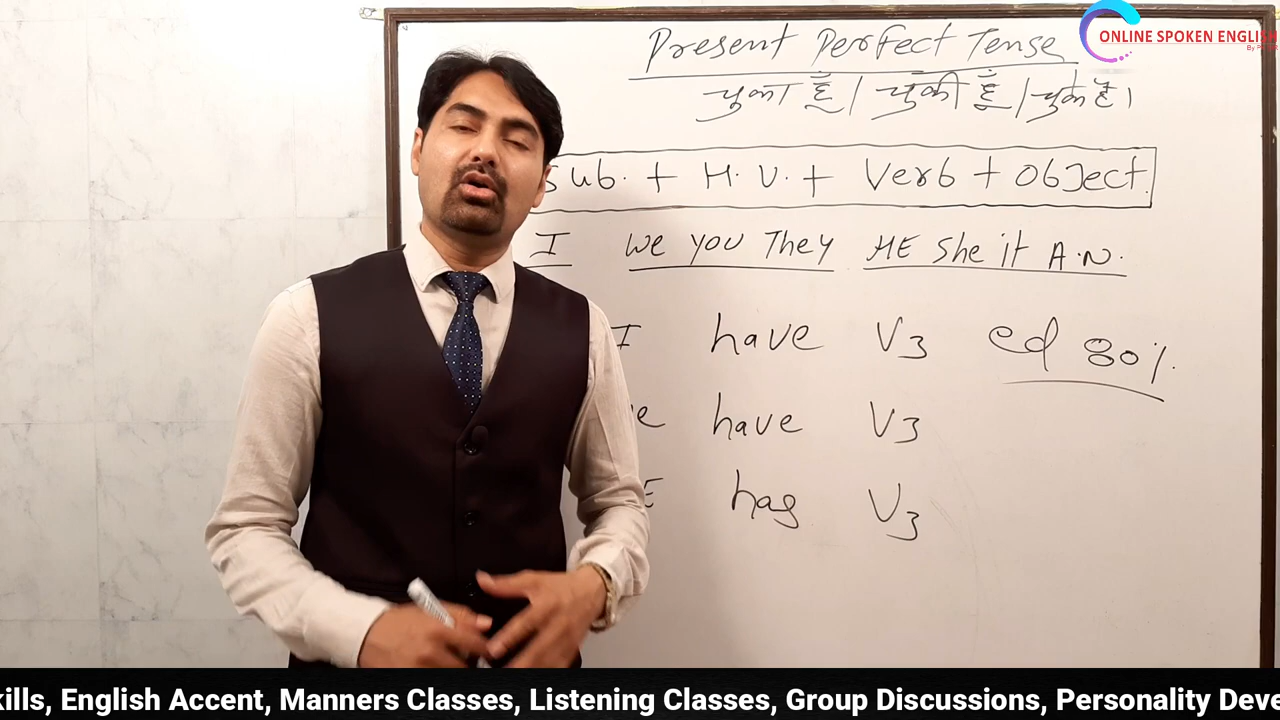 ONLINE SPOKEN ENGLISH
Present Perfect Tense
चुका हूँ / चुकी हूँ / चुके हैं।
Sub. + H.V. + Verb + Object.
I We you They HE She it A.N.
I have V3 ed 80%.
e have V3
E has V3
kills, English Accent, Manners Classes, Listening Classes, Group Discussions, Personality Deve